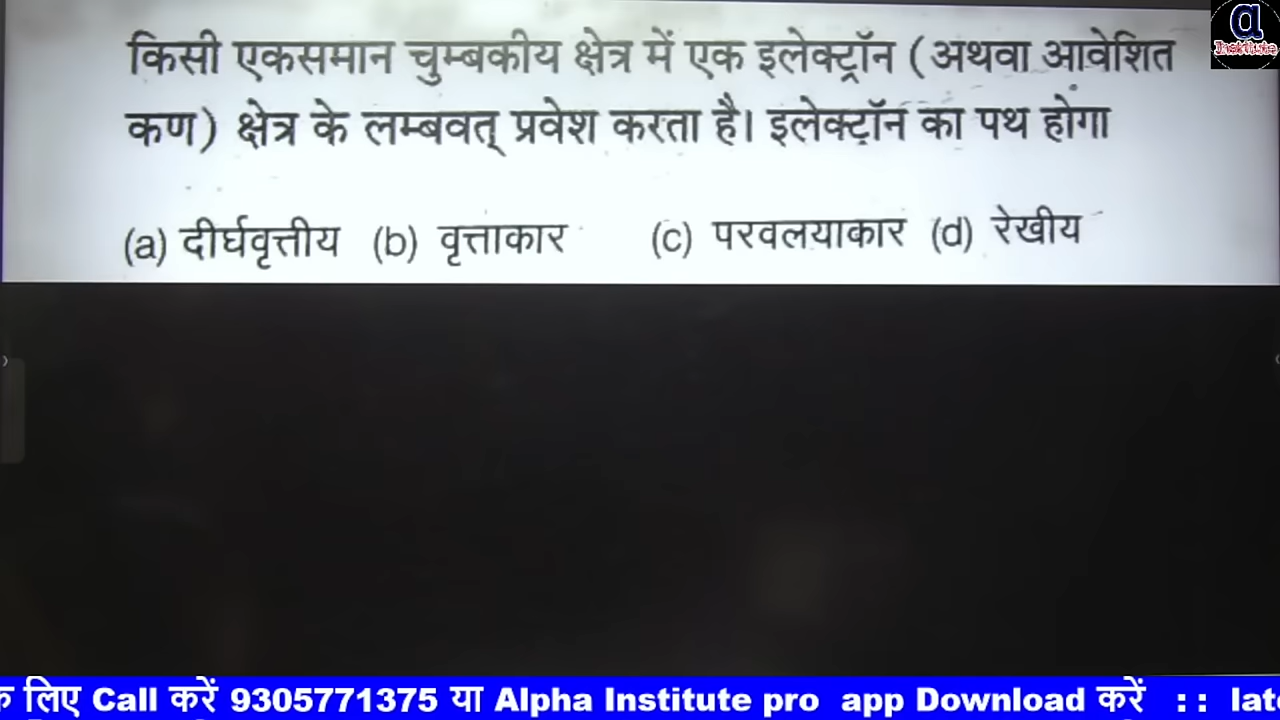 α
Institute
किसी एकसमान चुम्बकीय क्षेत्र में एक इलेक्ट्रॉन (अथवा आवेशित
कण) क्षेत्र के लम्बवत् प्रवेश करता है। इलेक्ट्रॉन का पथ होगा
(a) दीर्घवृत्तीय (b) वृत्ताकार (c) परवलयाकार (d) रेखीय
लिए Call करें 9305771375 या Alpha Institute pro app Download करें : :